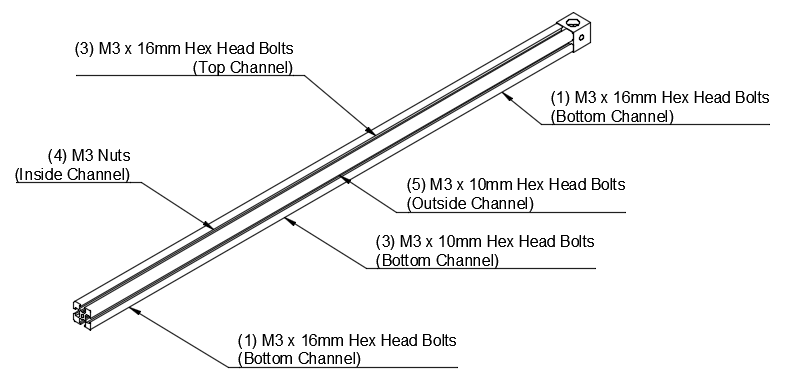 (3) M3 x 16mm Hex Head Bolts
(Top Channel)
(1) M3 x 16mm Hex Head Bolts
(Bottom Channel)
(4) M3 Nuts
(Inside Channel)
(5) M3 x 10mm Hex Head Bolts
(Outside Channel)
(3) M3 x 10mm Hex Head Bolts
(Bottom Channel)
(1) M3 x 16mm Hex Head Bolts
(Bottom Channel)